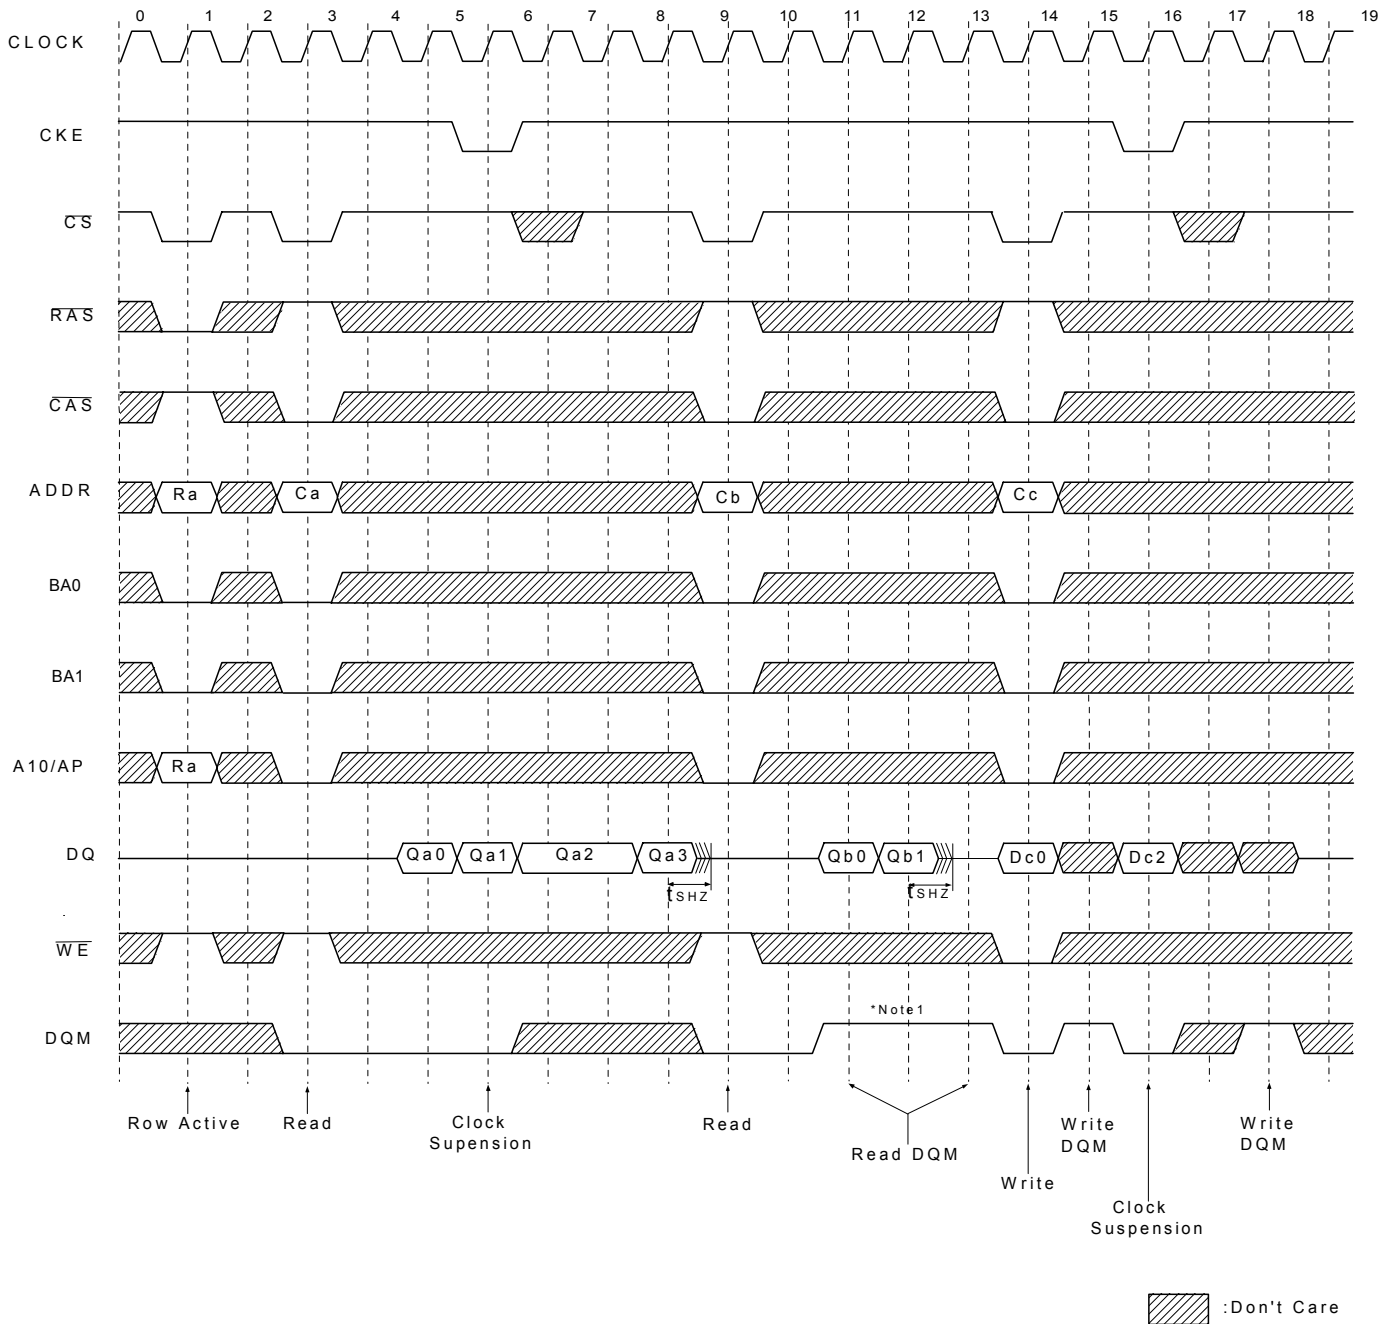 0 1 2 3 4 5 6 7 8 9 10 11 12 13 14 15 16 17 18 19
CLOCK
CKE
CS
RAS
CAS
ADDR Ra Ca Cb Cc
BA0
BA1
A10/AP Ra
DQ Qa0 Qa1 Qa2 Qa3 Qb0 Qb1 Dc0 Dc2
tSHZ tSHZ
WE
*Note1
DQM
Row Active Read Clock Supension Read Read DQM Write Write DQM Clock Suspension Write DQM
:Don't Care